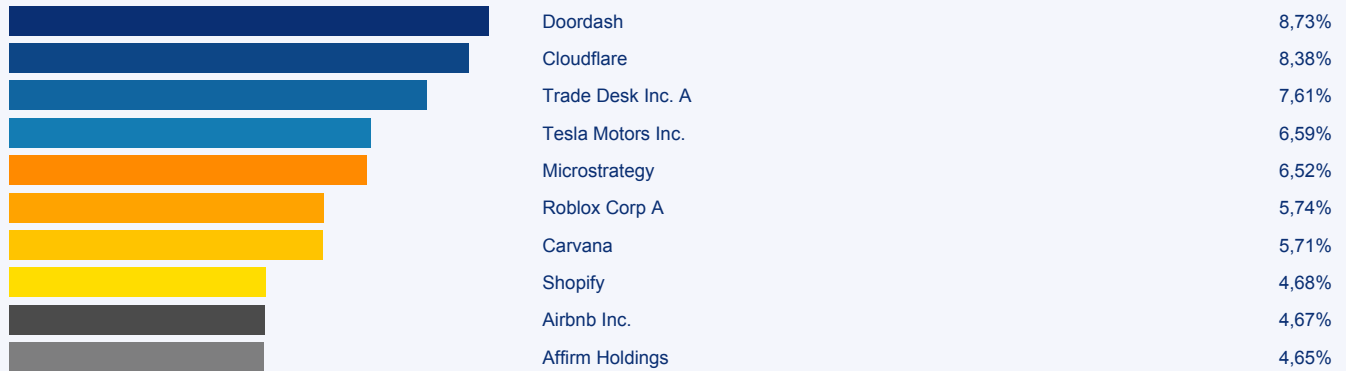 Doordash 8,73%
Cloudflare 8,38%
Trade Desk Inc. A 7,61%
Tesla Motors Inc. 6,59%
Microstrategy 6,52%
Roblox Corp A 5,74%
Carvana 5,71%
Shopify 4,68%
Airbnb Inc. 4,67%
Affirm Holdings 4,65%